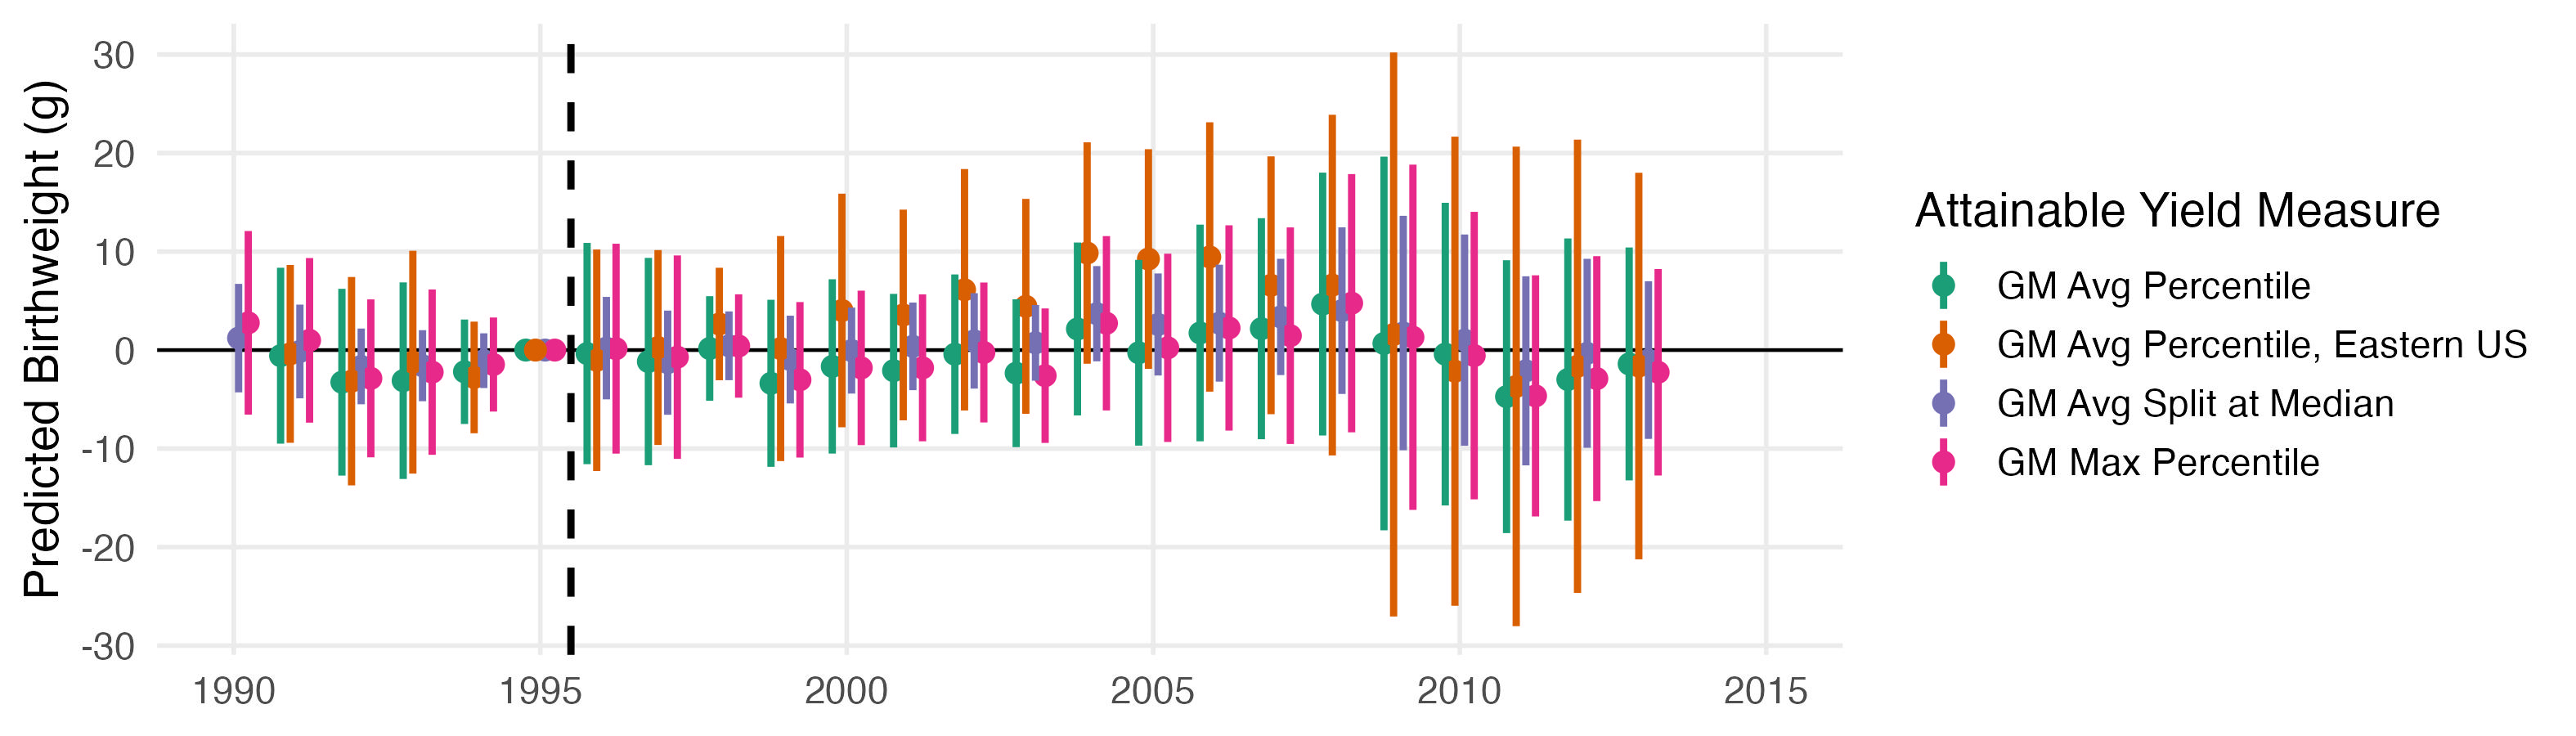 Predicted Birthweight (g)
30
20
10
0
-10
-20
-30
1990 1995 2000 2005 2010 2015
Attainable Yield Measure
GM Avg Percentile
GM Avg Percentile, Eastern US
GM Avg Split at Median
GM Max Percentile